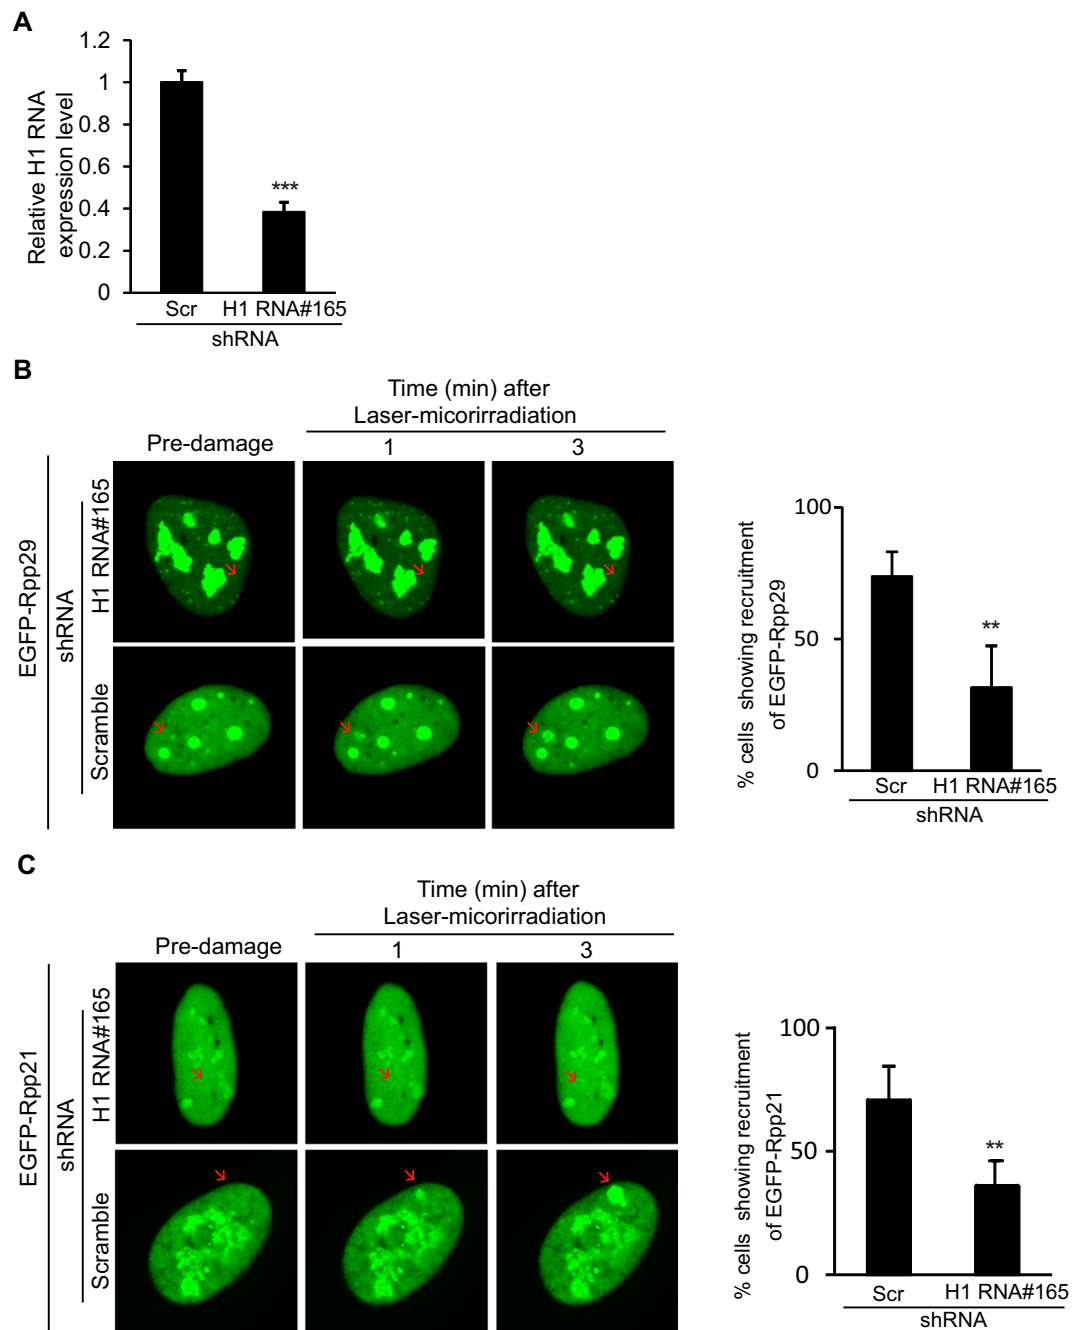 A
1.2
1
0.8
0.6
0.4
0.2
0
Relative H1 RNA
expression level
***
Scr H1 RNA#165
shRNA
B
Time (min) after
Laser-micorirradiation
Pre-damage 1 3
EGFP-Rpp29
shRNA
H1 RNA#165
Scramble
% cells showing recruitment
of EGFP-Rpp29
100
50
0
**
Scr H1 RNA#165
shRNA
C
Time (min) after
Laser-micorirradiation
Pre-damage 1 3
EGFP-Rpp21
shRNA
H1 RNA#165
Scramble
% cells showing recruitment
of EGFP-Rpp21
100
50
0
**
Scr H1 RNA#165
shRNA